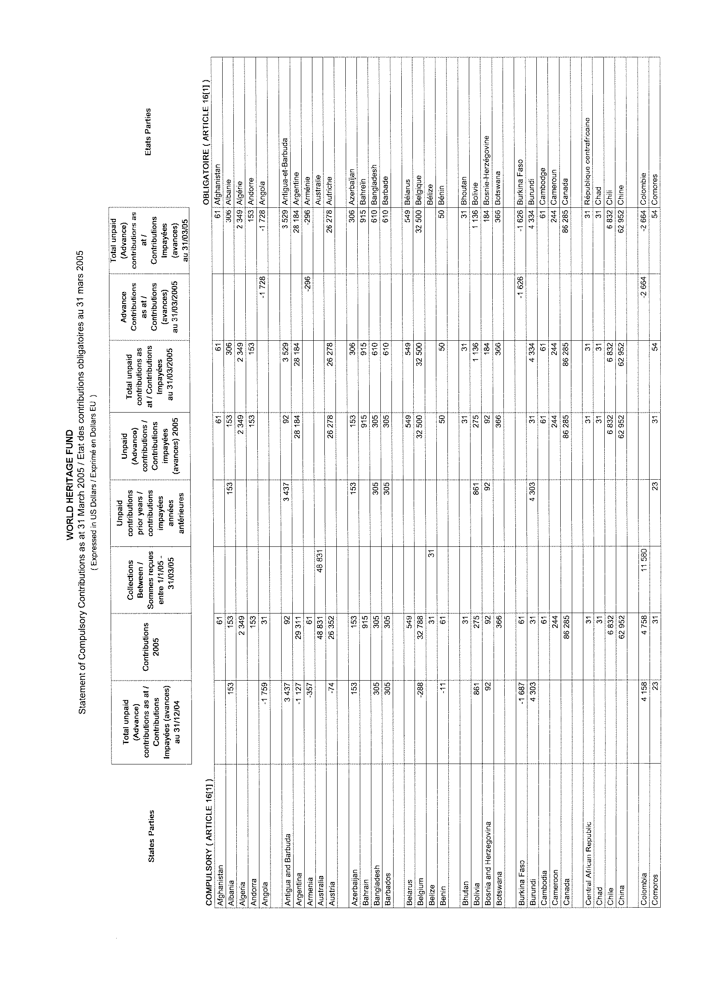 WORLD HERITAGE FUND
Statement of Compulsory Contributions as at 31 March 2005 / Etat des contributions obligatoires au 31 mars 2005
( Expressed in US Dollars / Exprimé en Dollars EU )
States Parties
Total unpaid
(Advance)
contributions as at /
Contributions
Impayées (avances)
au 31/12/04
Contributions
2005
Collections
Between /
Sommes reçues
entre 1/1/05 -
31/03/05
Unpaid
contributions
prior years /
contributions
impayées
années
antérieures
Unpaid
(Advance)
contributions /
Contributions
impayées
(avances) 2005
Total unpaid
contributions as
at / Contributions
Impayées
au 31/03/2005
Advance
Contributions
as at /
Contributions
(avances)
au 31/03/2005
Total unpaid
(Advance)
contributions as
at /
Contributions
Impayées
(avances)
au 31/03/05
Etats Parties
COMPULSORY ( ARTICLE 16[1] ) OBLIGATOIRE ( ARTICLE 16[1] )
Afghanistan 61 61 61 61 Afghanistan
Albania 153 153 153 153 306 306 Albanie
Algeria 2 349 2 349 2 349 2 349 Algérie
Andorra 153 153 153 153 Andorre
Angola -1 759 31 -1 728 -1 728 Angola
Antigua and Barbuda 3 437 92 3 437 92 3 529 3 529 Antigua-et-Barbuda
Argentina -1 127 29 311 28 184 28 184 28 184 Argentine
Armenia -357 61 -296 -296 Arménie
Australia 48 831 48 831 Australie
Austria -74 26 352 26 278 26 278 26 278 Autriche
Azerbaijan 153 153 153 153 306 306 Azerbaijan
Bahrain 915 915 915 915 Bahreïn
Bangladesh 305 305 305 305 610 610 Bangladesh
Barbados 305 305 305 305 610 610 Barbade
Belarus 549 549 549 549 Bélarus
Belgium -288 32 788 32 500 32 500 32 500 Belgique
Belize 31 31 Bélize
Benin -11 61 50 50 50 Bénin
Bhutan 31 31 31 31 Bhoutan
Bolivia 861 275 861 275 1 136 1 136 Bolivie
Bosnia and Herzegovina 92 92 92 92 184 184 Bosnie-Herzégovine
Botswana 366 366 366 366 Botswana
Burkina Faso -1 687 61 -1 626 -1 626 Burkina Faso
Burundi 4 303 31 4 303 31 4 334 4 334 Burundi
Cambodia 61 61 61 61 Cambodge
Cameroon 244 244 244 244 Cameroun
Canada 86 285 86 285 86 285 86 285 Canada
Central African Republic 31 31 31 31 République centrafricaine
Chad 31 31 31 31 Chad
Chile 6 832 6 832 6 832 6 832 Chili
China 62 952 62 952 62 952 62 952 Chine
Colombia 4 158 4 758 11 580 -2 664 -2 664 Colombie
Comoros 23 31 23 31 54 54 Comores